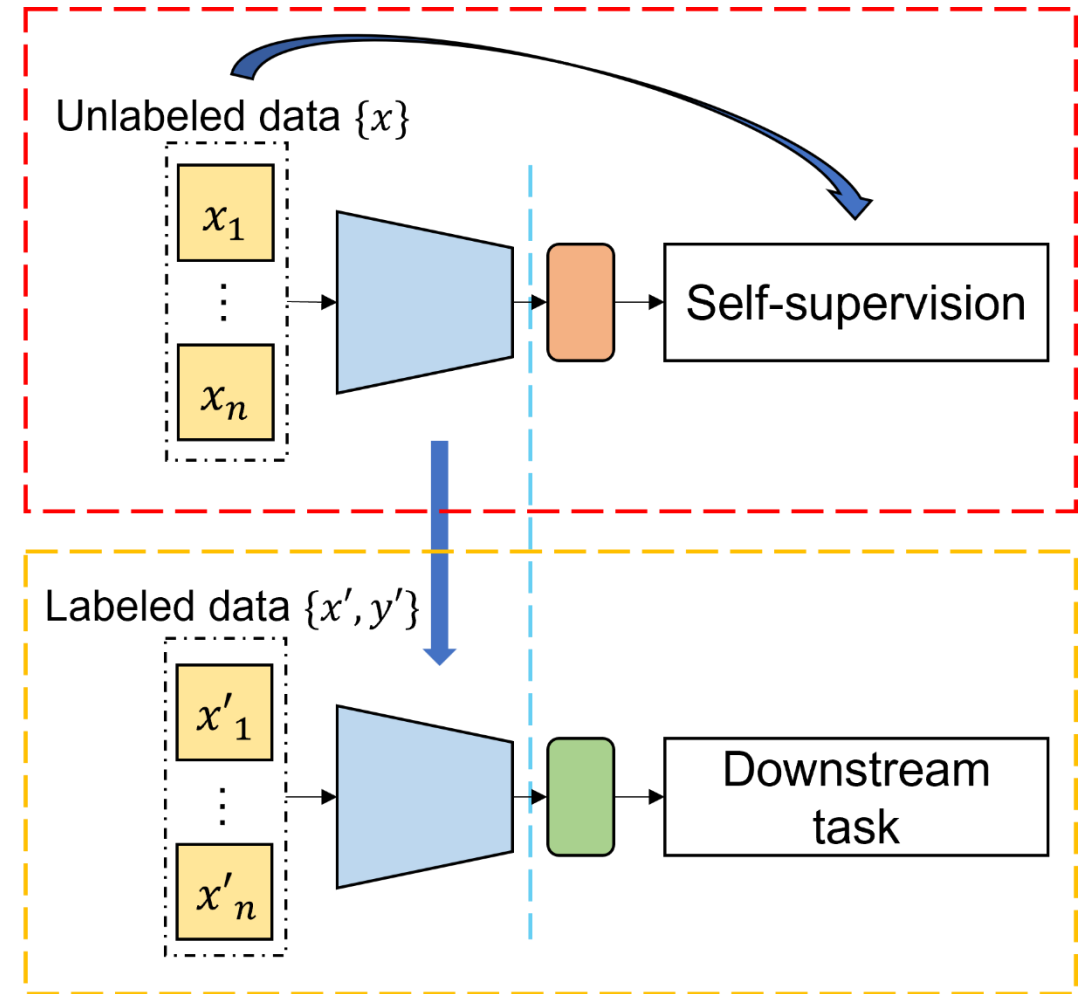 Unlabeled data {x}
x₁
⋮
xₙ
Self-supervision
Labeled data {x′, y′}
x′₁
⋮
x′ₙ
Downstream
task